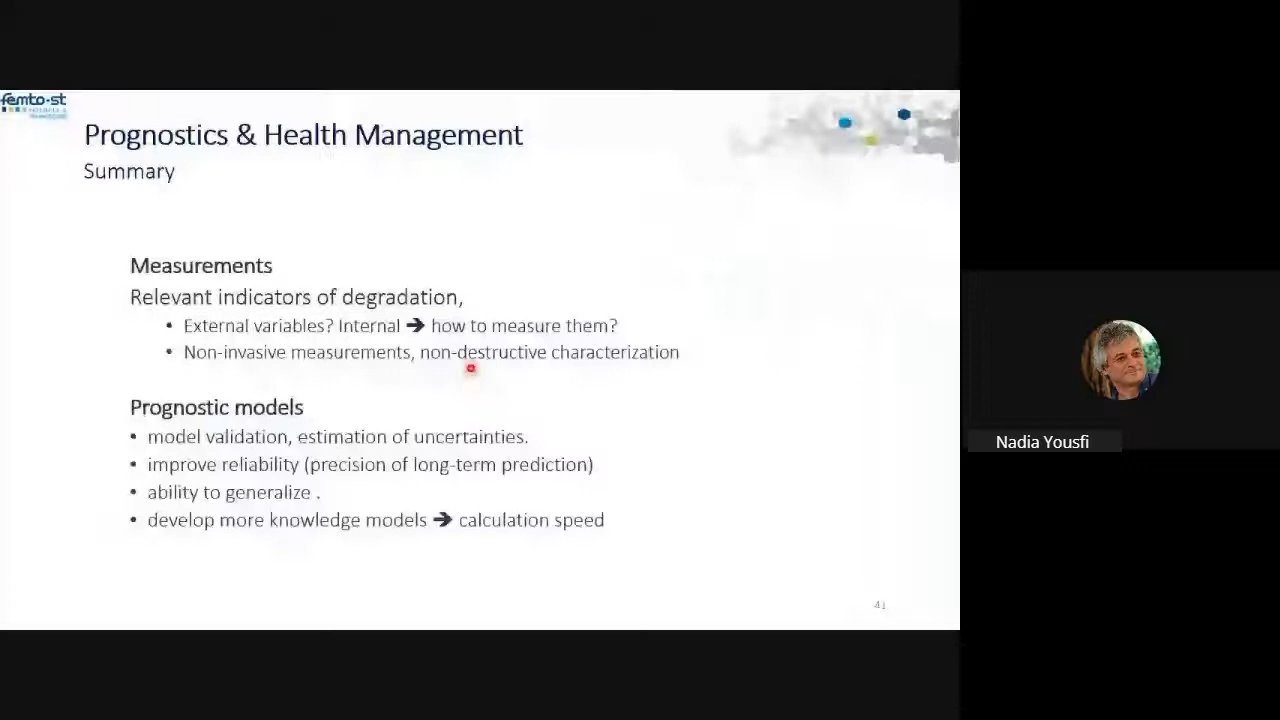 femto-st
Prognostics & Health Management
Summary
Measurements
Relevant indicators of degradation,
• External variables? Internal ➔ how to measure them?
• Non-invasive measurements, non-destructive characterization
Prognostic models
• model validation, estimation of uncertainties.
• improve reliability (precision of long-term prediction)
• ability to generalize .
• develop more knowledge models ➔ calculation speed
41
Nadia Yousfi